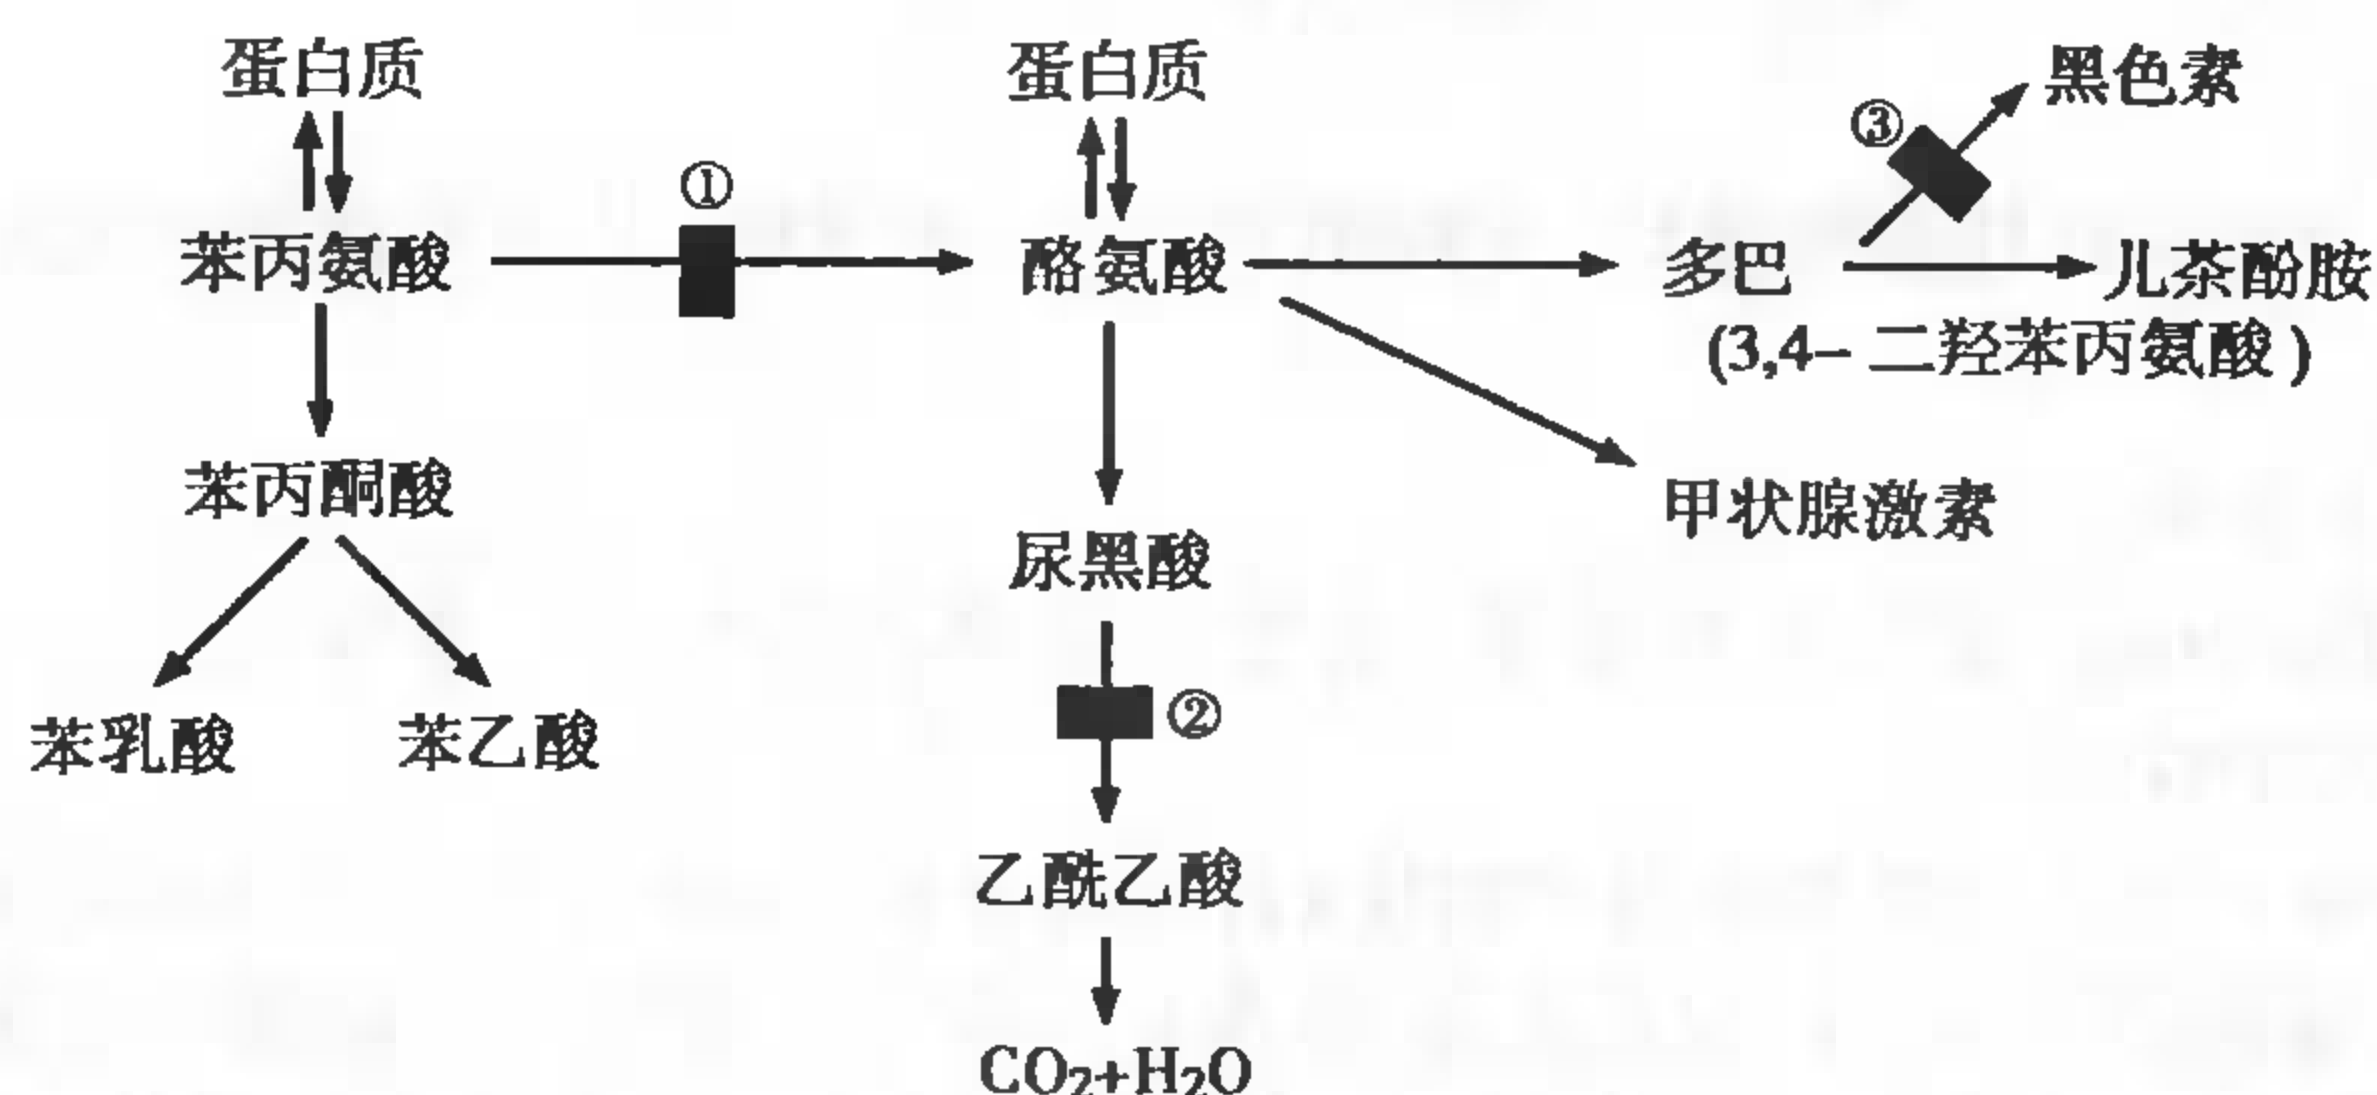 蛋白质
蛋白质
黑色素
③
①
苯丙氨酸
酪氨酸
多巴
儿茶酚胺
(3,4-二羟苯丙氨酸)
苯丙酮酸
甲状腺激素
尿黑酸
苯乳酸
苯乙酸
②
乙酰乙酸
CO₂+H₂O